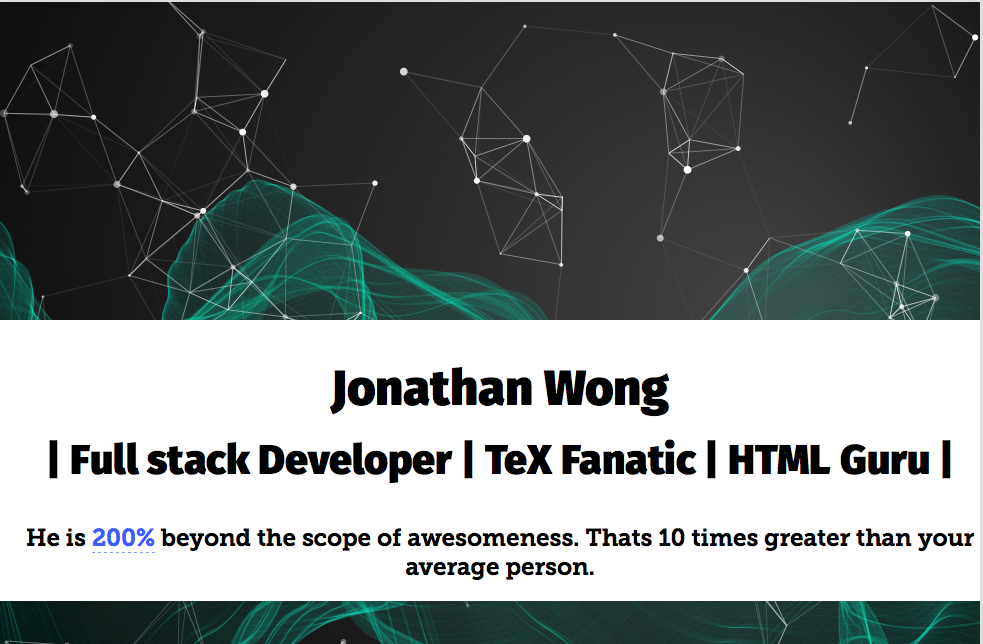 Jonathan Wong
| Full stack Developer | TeX Fanatic | HTML Guru |
He is 200% beyond the scope of awesomeness. Thats 10 times greater than your
average person.